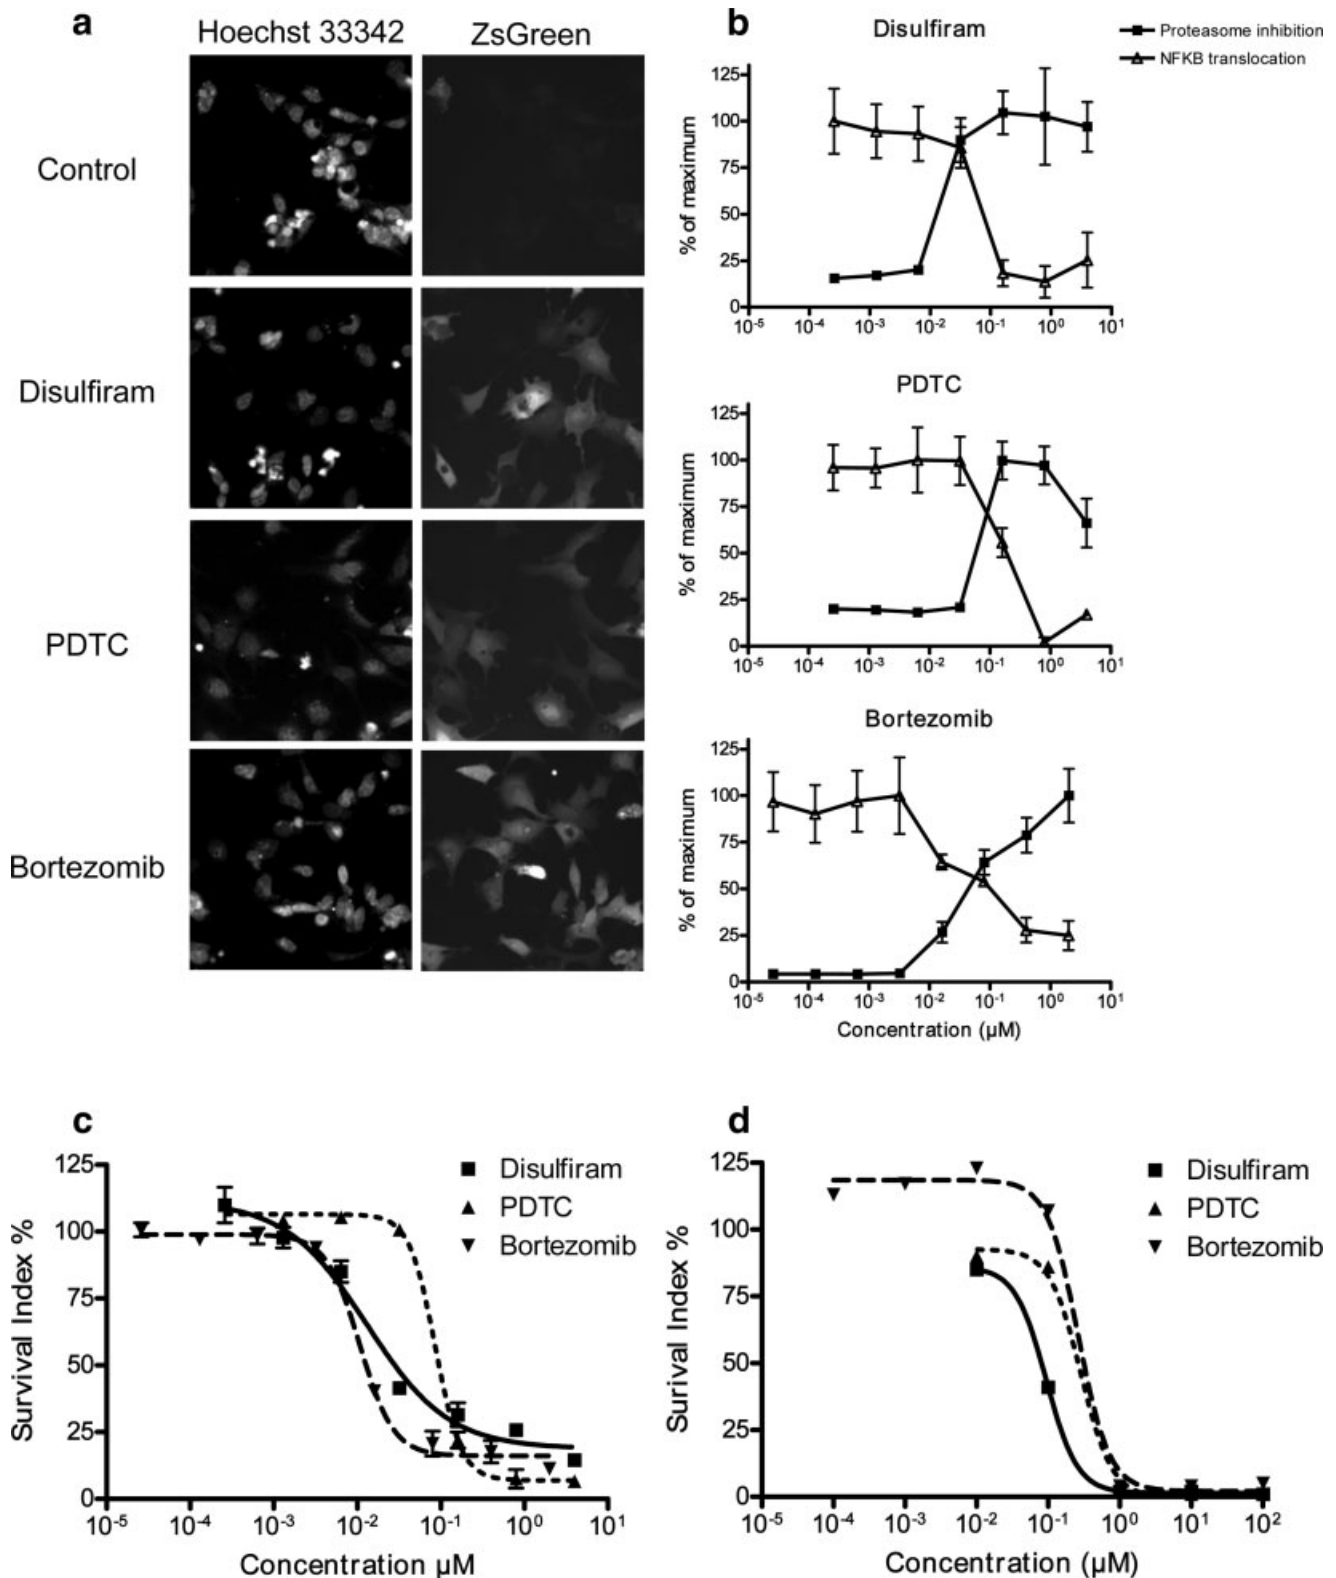 a
Hoechst 33342
ZsGreen
Control
Disulfiram
PDTC
Bortezomib
b
Proteasome inhibition
NFKB translocation
Disulfiram
% of maximum
125
100
75
50
25
0
10-5 10-4 10-3 10-2 10-1 100 101
PDTC
% of maximum
125
100
75
50
25
0
10-5 10-4 10-3 10-2 10-1 100 101
Bortezomib
% of maximum
125
100
75
50
25
0
10-5 10-4 10-3 10-2 10-1 100 101
Concentration (µM)
c
Disulfiram
PDTC
Bortezomib
Survival Index %
125
100
75
50
25
0
10-5 10-4 10-3 10-2 10-1 100 101
Concentration µM
d
Disulfiram
PDTC
Bortezomib
Surival Index %
125
100
75
50
25
0
10-5 10-4 10-3 10-2 10-1 100 101 102
Concentration (µM)